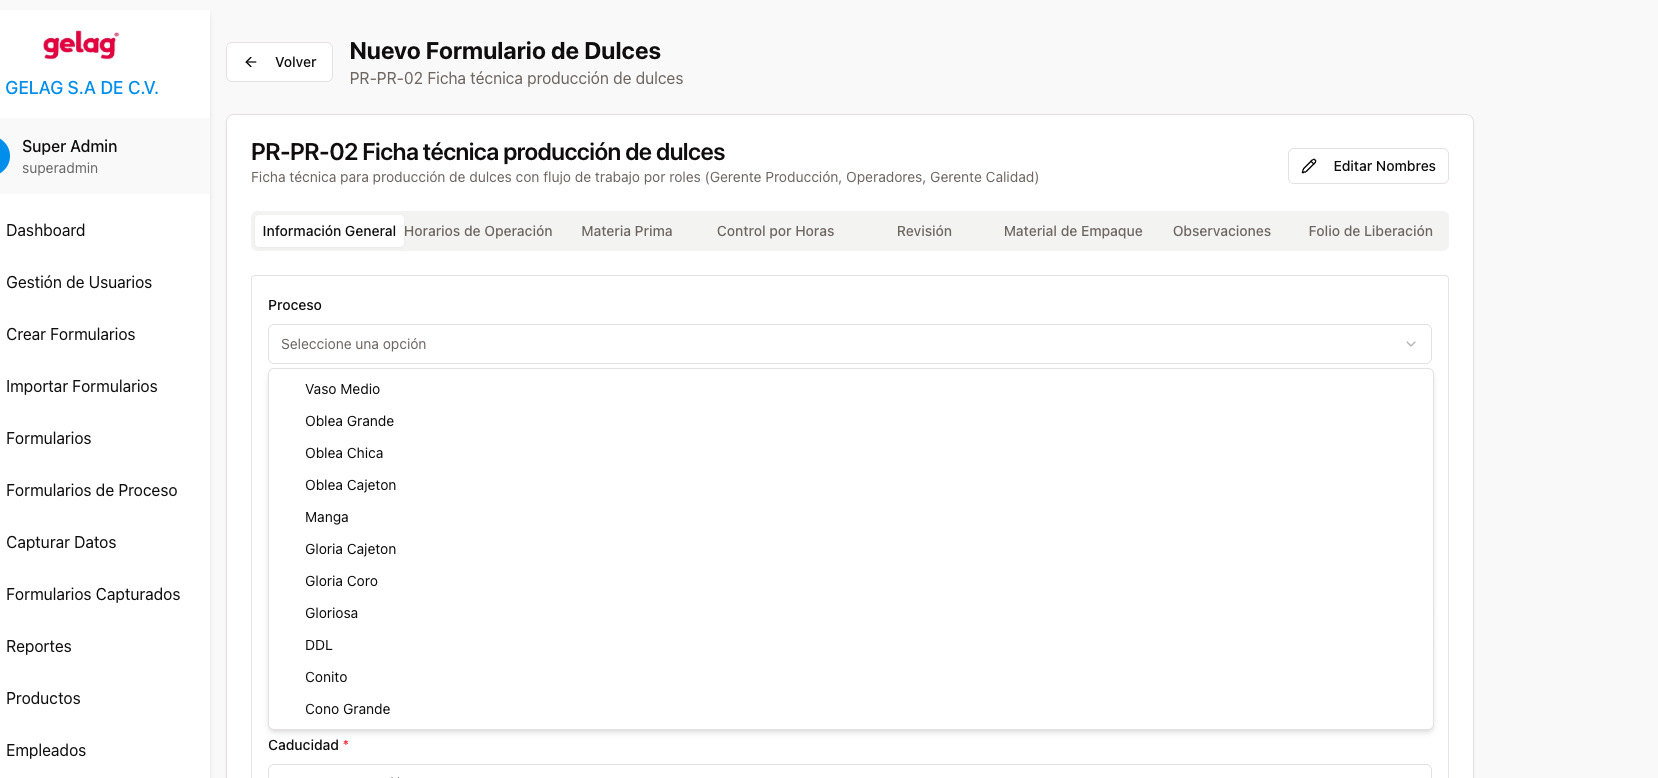 gelag
GELAG S.A DE C.V.
Super Admin
superadmin
Dashboard
Gestión de Usuarios
Crear Formularios
Importar Formularios
Formularios
Formularios de Proceso
Capturar Datos
Formularios Capturados
Reportes
Productos
Empleados
Volver
Nuevo Formulario de Dulces
PR-PR-02 Ficha técnica producción de dulces
PR-PR-02 Ficha técnica producción de dulces
Ficha técnica para producción de dulces con flujo de trabajo por roles (Gerente Producción, Operadores, Gerente Calidad)
Editar Nombres
Información General Horarios de Operación Materia Prima Control por Horas Revisión Material de Empaque Observaciones Folio de Liberación
Proceso
Seleccione una opción
Vaso Medio
Oblea Grande
Oblea Chica
Oblea Cajeton
Manga
Gloria Cajeton
Gloria Coro
Gloriosa
DDL
Conito
Cono Grande
Caducidad *